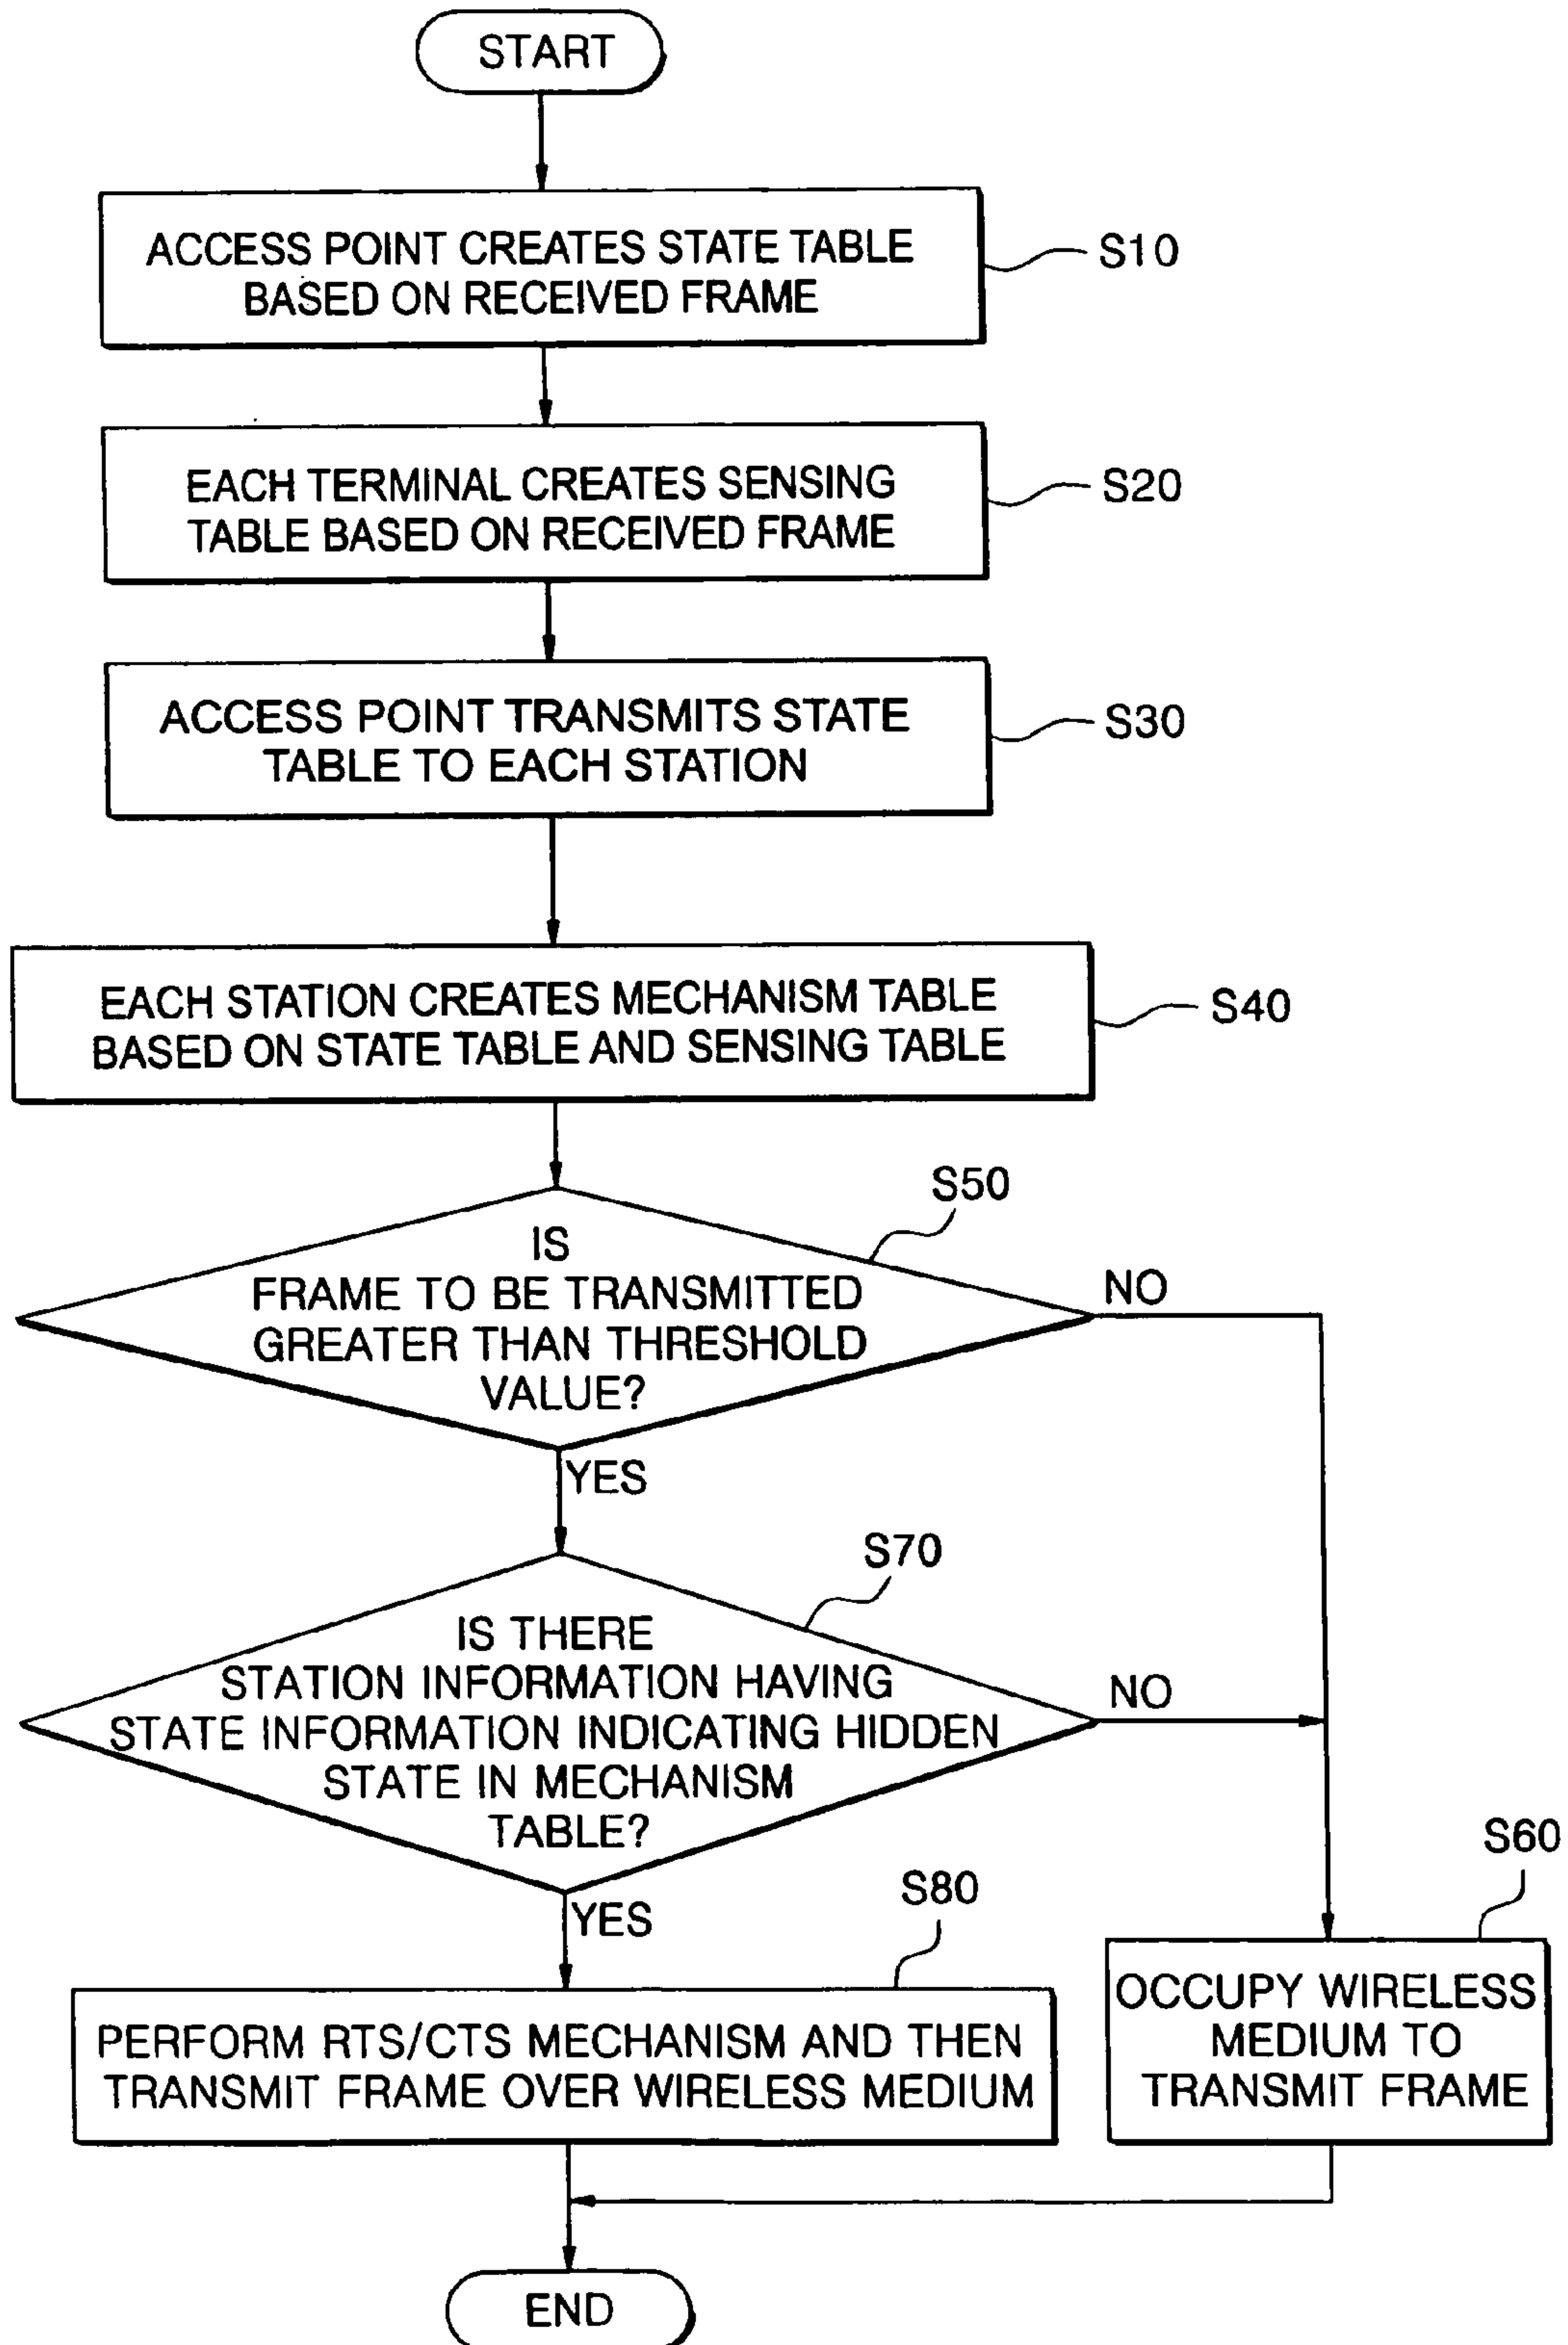 START
ACCESS POINT CREATES STATE TABLE
BASED ON RECEIVED FRAME
S10
EACH TERMINAL CREATES SENSING
TABLE BASED ON RECEIVED FRAME
S20
ACCESS POINT TRANSMITS STATE
TABLE TO EACH STATION
S30
EACH STATION CREATES MECHANISM TABLE
BASED ON STATE TABLE AND SENSING TABLE
S40
S50
IS
FRAME TO BE TRANSMITTED
GREATER THAN THRESHOLD
VALUE?
NO
YES
S70
IS THERE
STATION INFORMATION HAVING
STATE INFORMATION INDICATING HIDDEN
STATE IN MECHANISM
TABLE?
NO
YES
S80
PERFORM RTS/CTS MECHANISM AND THEN
TRANSMIT FRAME OVER WIRELESS MEDIUM
S60
OCCUPY WIRELESS
MEDIUM TO
TRANSMIT FRAME
END